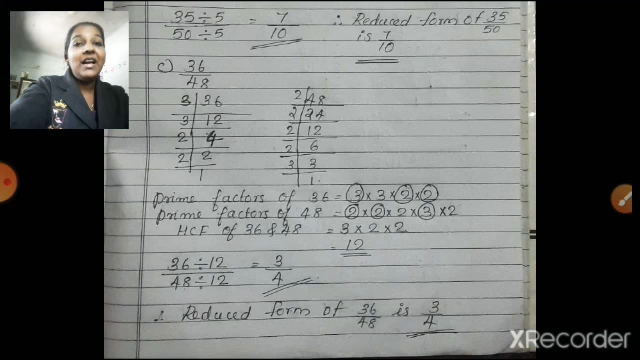 35÷5 / 50÷5 = 7/10 ∴ Reduced form of 35/50 is 7/10
c) 36/48
3 | 36 2 | 48
3 | 12 2 | 24
2 | 4 2 | 12
2 | 2 2 | 6
1 3 | 3
1
Prime factors of 36 = 3 × 3 × 2 × 2
Prime factors of 48 = 2 × 2 × 2 × 3 × 2
HCF of 36 & 48 = 3 × 2 × 2
= 12
36÷12 / 48÷12 = 3/4
∴ Reduced form of 36/48 is 3/4
XRecorder